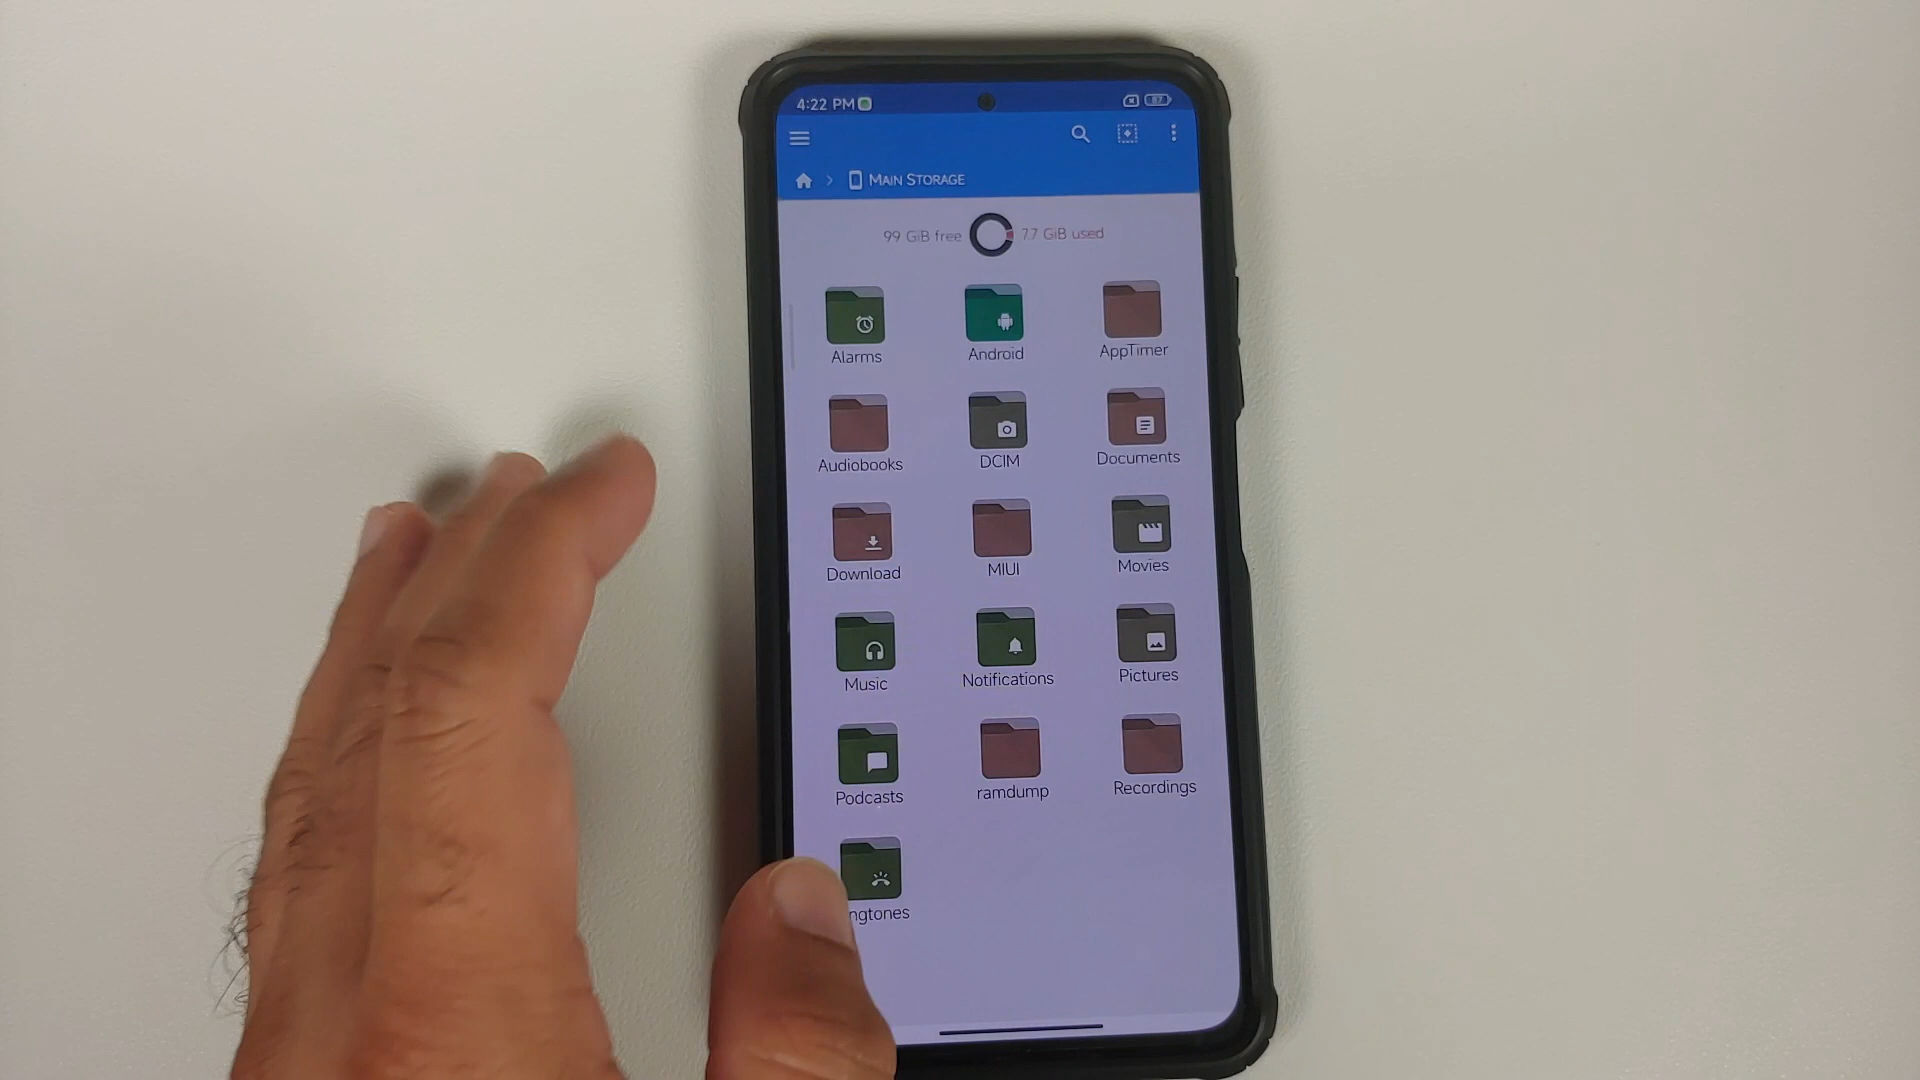 4:22 PM
87
MAIN STORAGE
99 GiB free 7.7 GiB used
Alarms Android AppTimer
Audiobooks DCIM Documents
Download MIUI Movies
Music Notifications Pictures
Podcasts ramdump Recordings
ngtones